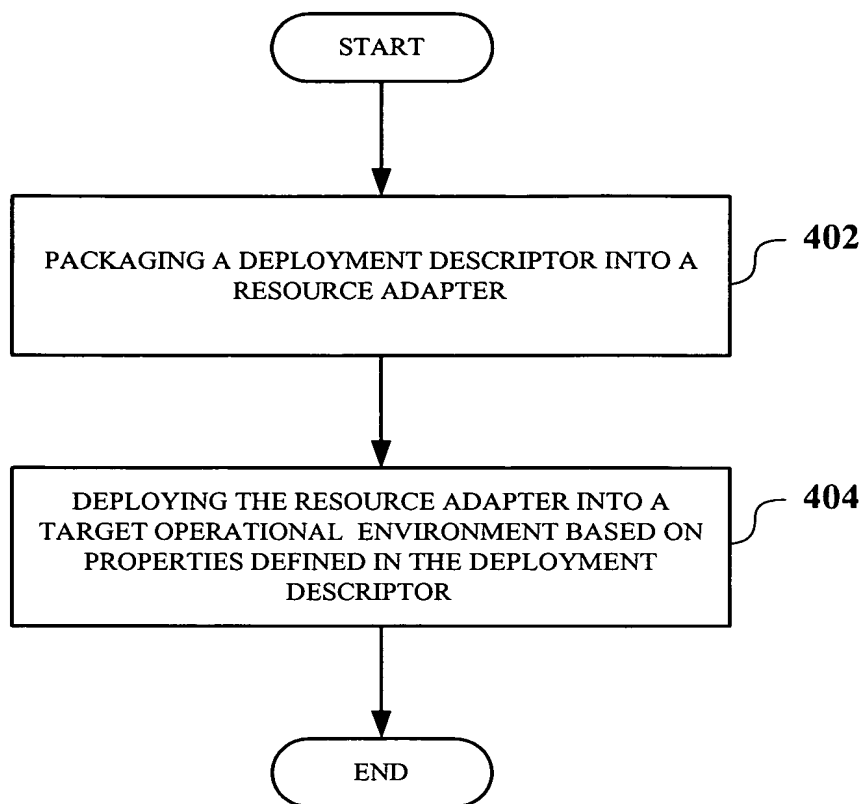 START
PACKAGING A DEPLOYMENT DESCRIPTOR INTO A
RESOURCE ADAPTER
402
DEPLOYING THE RESOURCE ADAPTER INTO A
TARGET OPERATIONAL ENVIRONMENT BASED ON
PROPERTIES DEFINED IN THE DEPLOYMENT
DESCRIPTOR
404
END